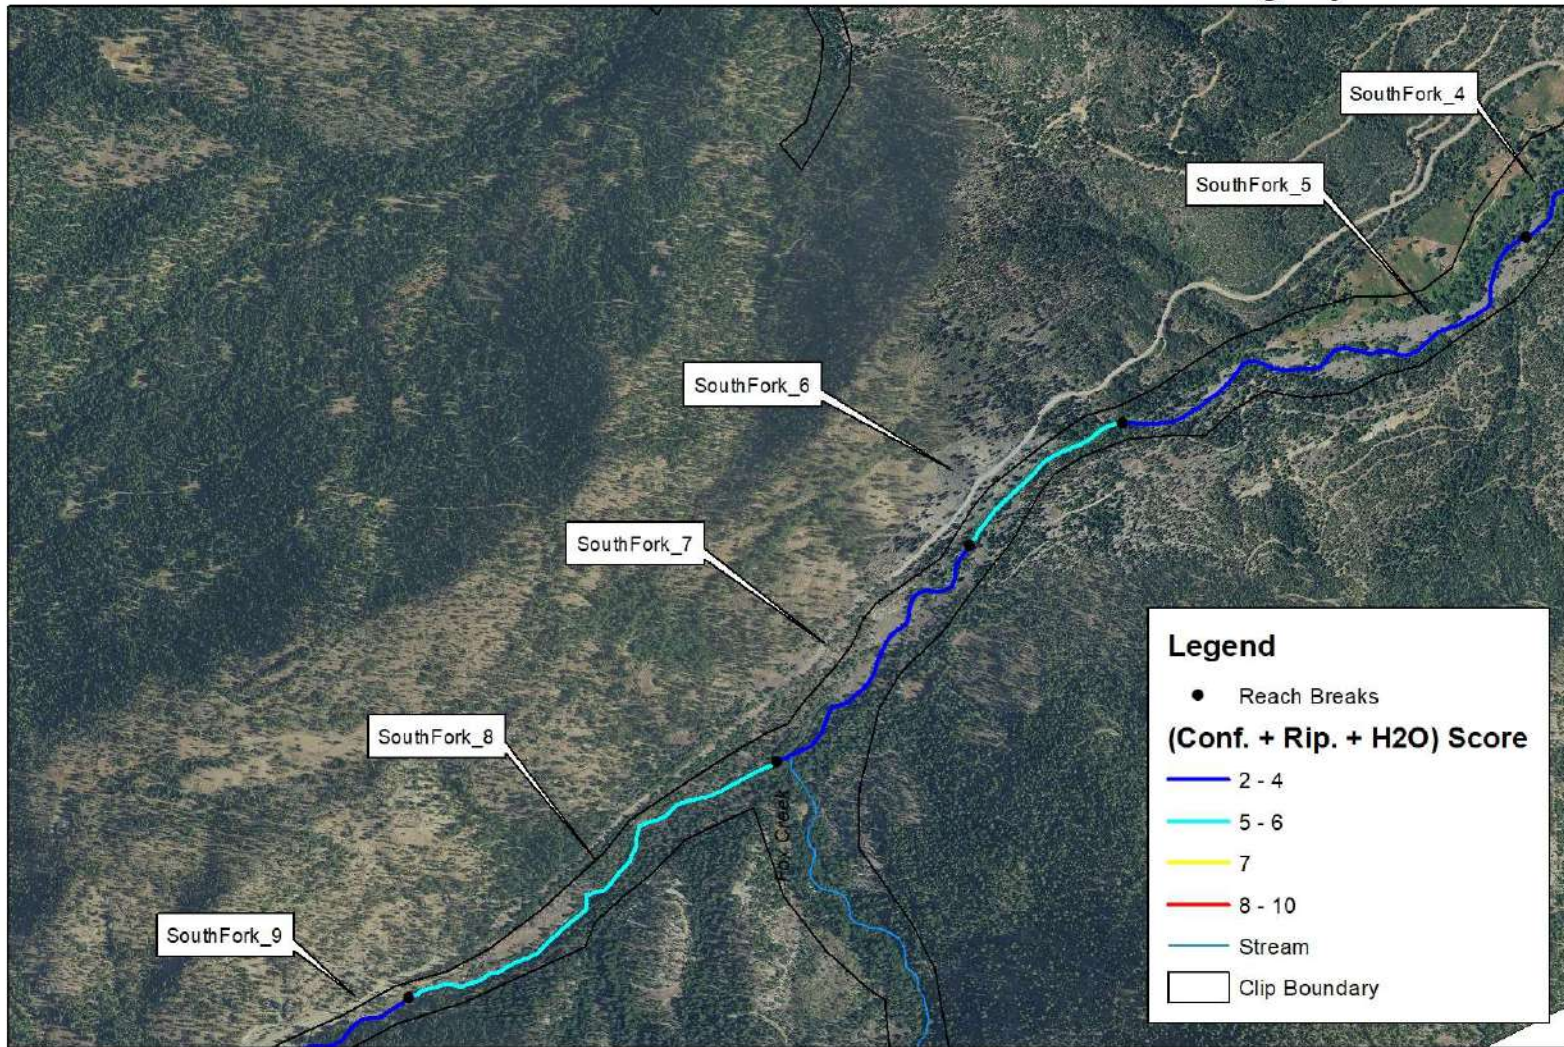 SouthFork_4
SouthFork_5
SouthFork_6
SouthFork_7
SouthFork_8
SouthFork_9
Creek
Legend
Reach Breaks
(Conf. + Rip. + H2O) Score
2 - 4
5 - 6
7
8 - 10
Stream
Clip Boundary